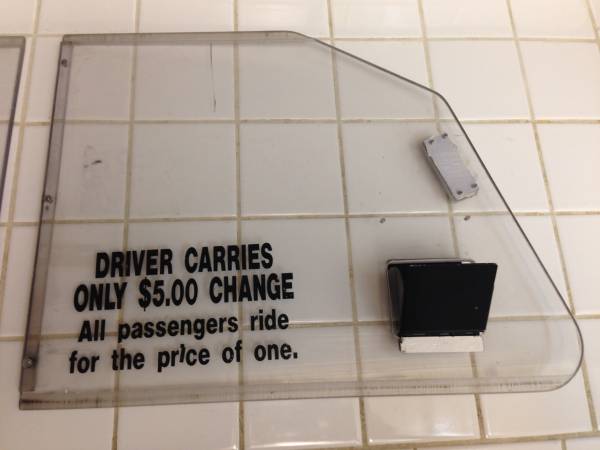 DRIVER CARRIES
ONLY $5.00 CHANGE
All passengers ride
for the price of one.